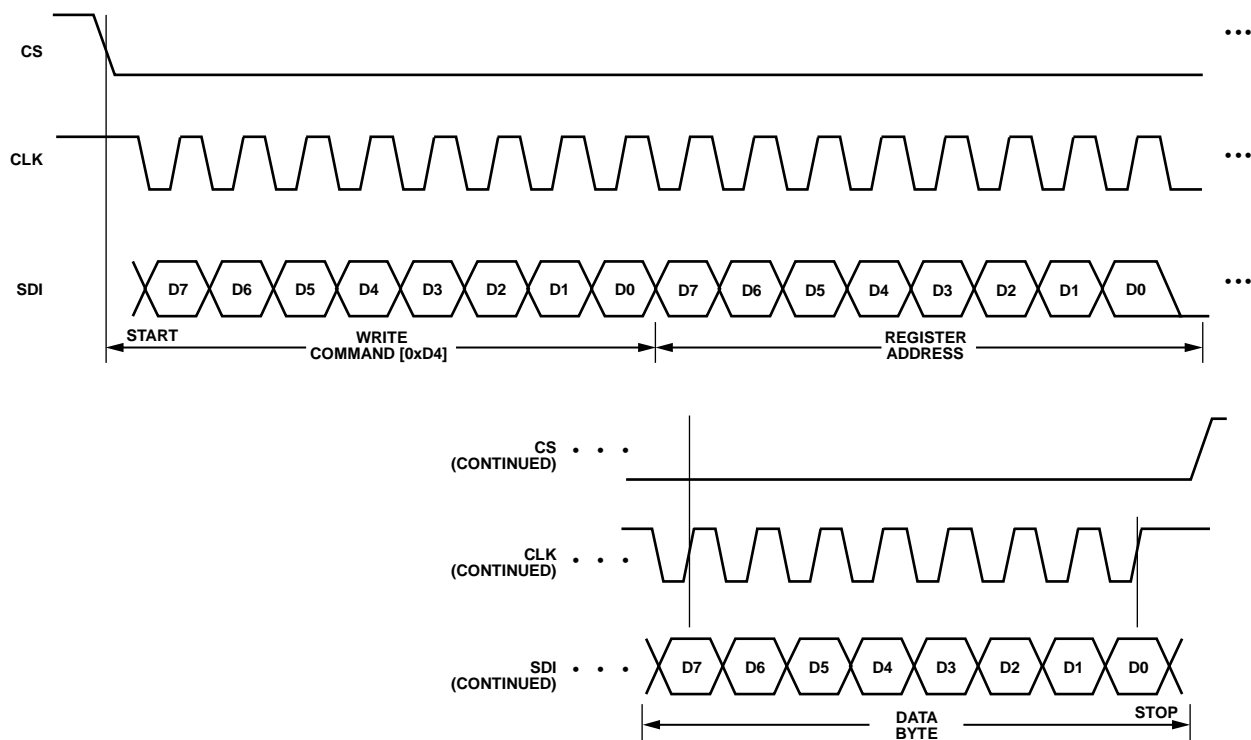 CS
...
CLK
...
SDI
D7 D6 D5 D4 D3 D2 D1 D0 D7 D6 D5 D4 D3 D2 D1 D0
...
START
WRITE
COMMAND [0xD4]
REGISTER
ADDRESS
CS
(CONTINUED)
. . .
CLK
(CONTINUED)
. . .
SDI
(CONTINUED)
. . .
D7 D6 D5 D4 D3 D2 D1 D0
DATA
BYTE
STOP